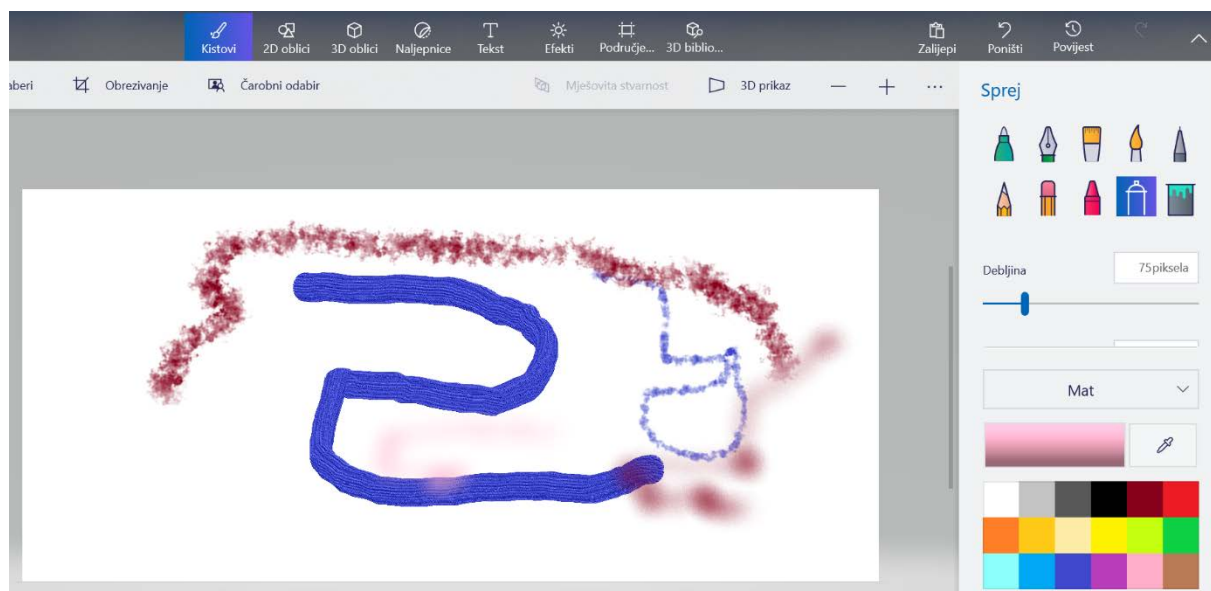 Kistovi 2D oblici 3D oblici Naljepnice Tekst Efekti Područje... 3D biblio... Zalijepi Poništi Povijest
aberi Obrezivanje Čarobni odabir Mješovita stvarnost 3D prikaz
Sprej
Debljina 75piksela
Mat